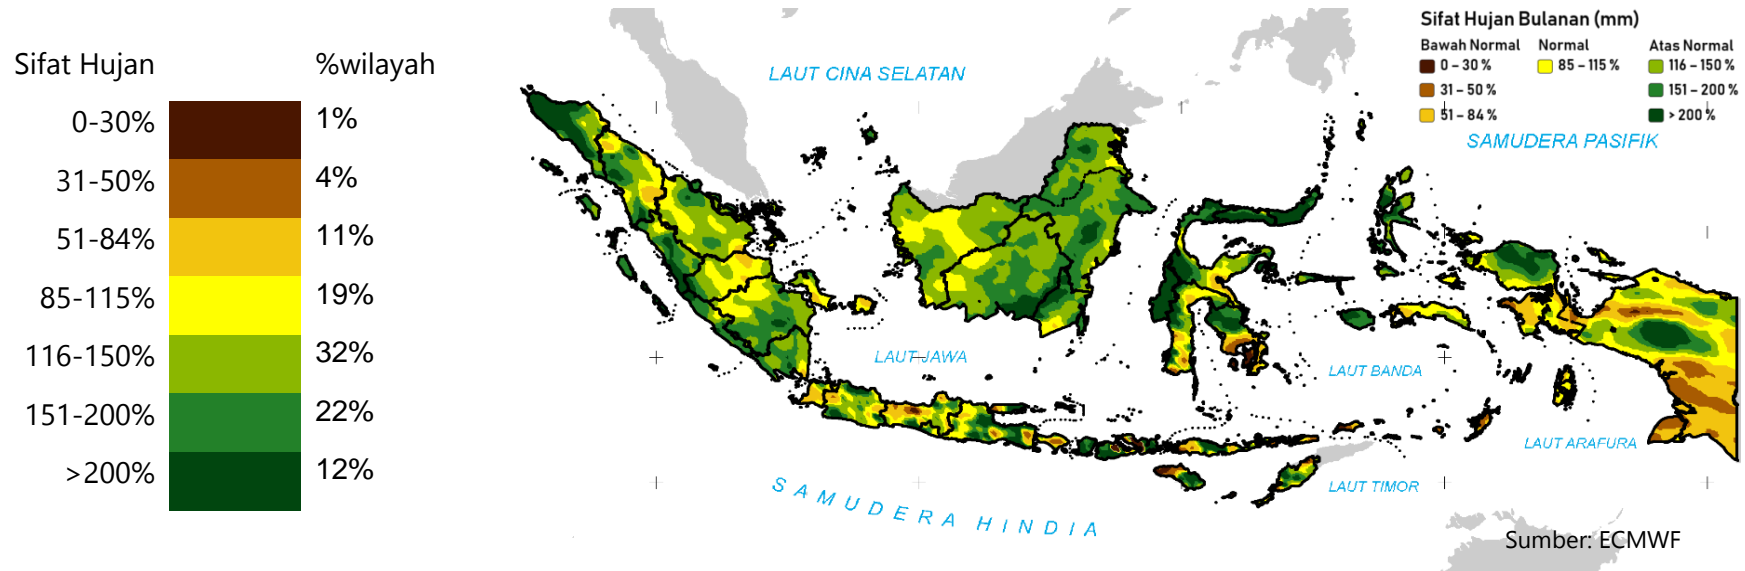 Sifat Hujan %wilayah
0-30% 1%
31-50% 4%
51-84% 11%
85-115% 19%
116-150% 32%
151-200% 22%
>200% 12%
Sifat Hujan Bulanan (mm)
Bawah Normal Normal Atas Normal
0 – 30 % 85 – 115 % 116 – 150 %
31 – 50 % 151 – 200 %
51 – 84 % > 200 %
LAUT CINA SELATAN
SAMUDERA PASIFIK
LAUT JAWA
LAUT BANDA
LAUT ARAFURA
LAUT TIMOR
SAMUDERA HINDIA
Sumber: ECMWF